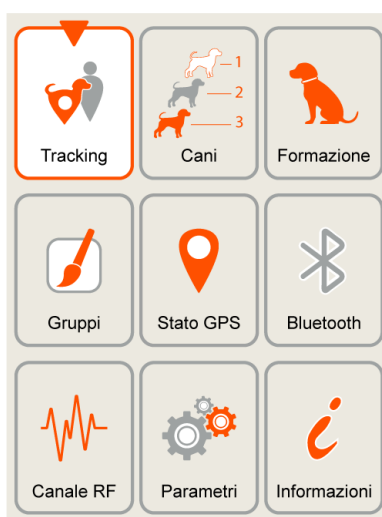 1
2
3
Tracking
Cani
Formazione
Gruppi
Stato GPS
Bluetooth
Canale RF
Parametri
Informazioni